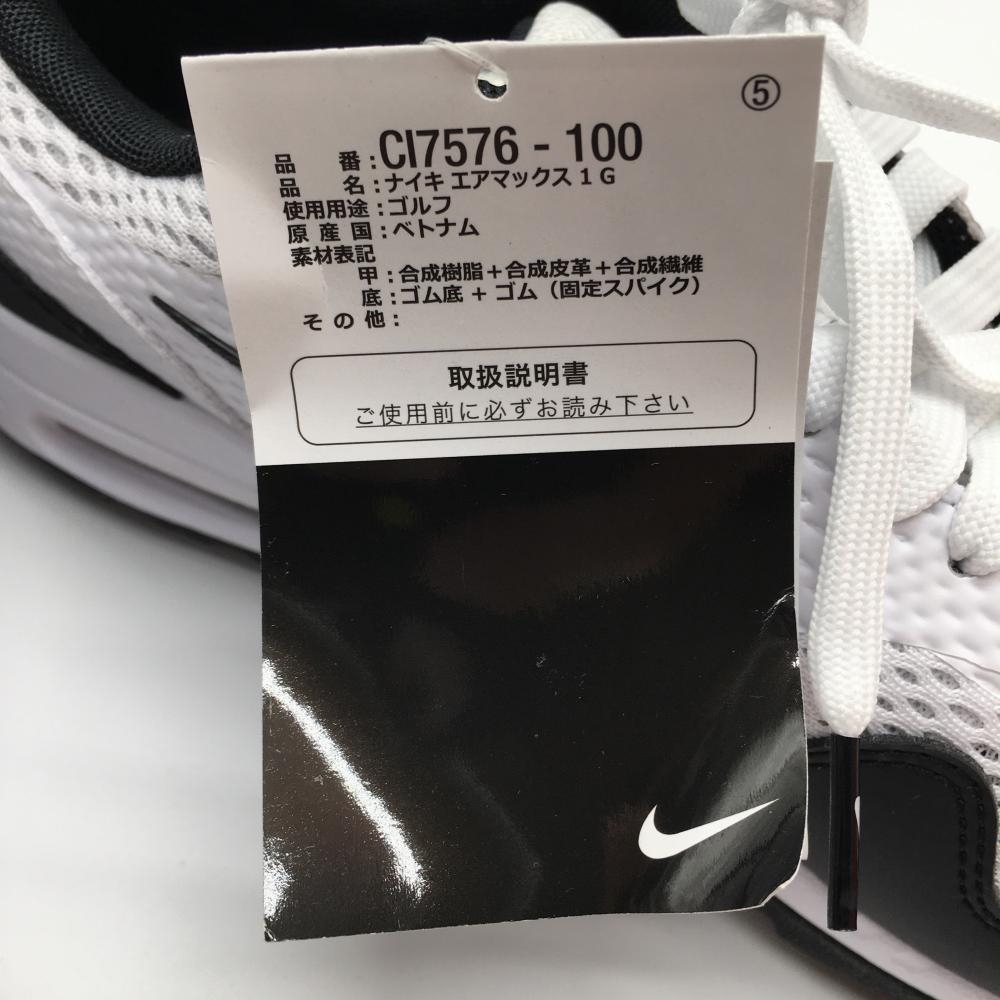 ⑤
品 番:CI7576 - 100
品 名:ナイキ エアマックス 1 G
使用用途:ゴルフ
原 産 国:ベトナム
素材表記
甲:合成樹脂+合成皮革+合成繊維
底:ゴム底 + ゴム(固定スパイク)
そ の 他:
取扱説明書
ご使用前に必ずお読み下さい